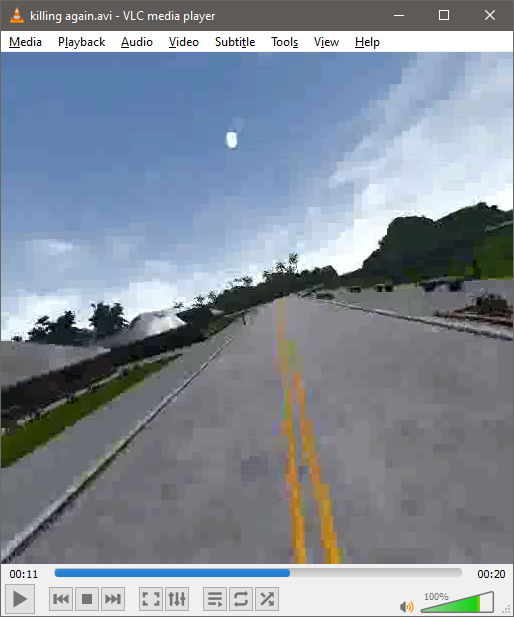 killing again.avi - VLC media player
Media Playback Audio Video Subtitle Tools View Help
00:11 00:20
100%